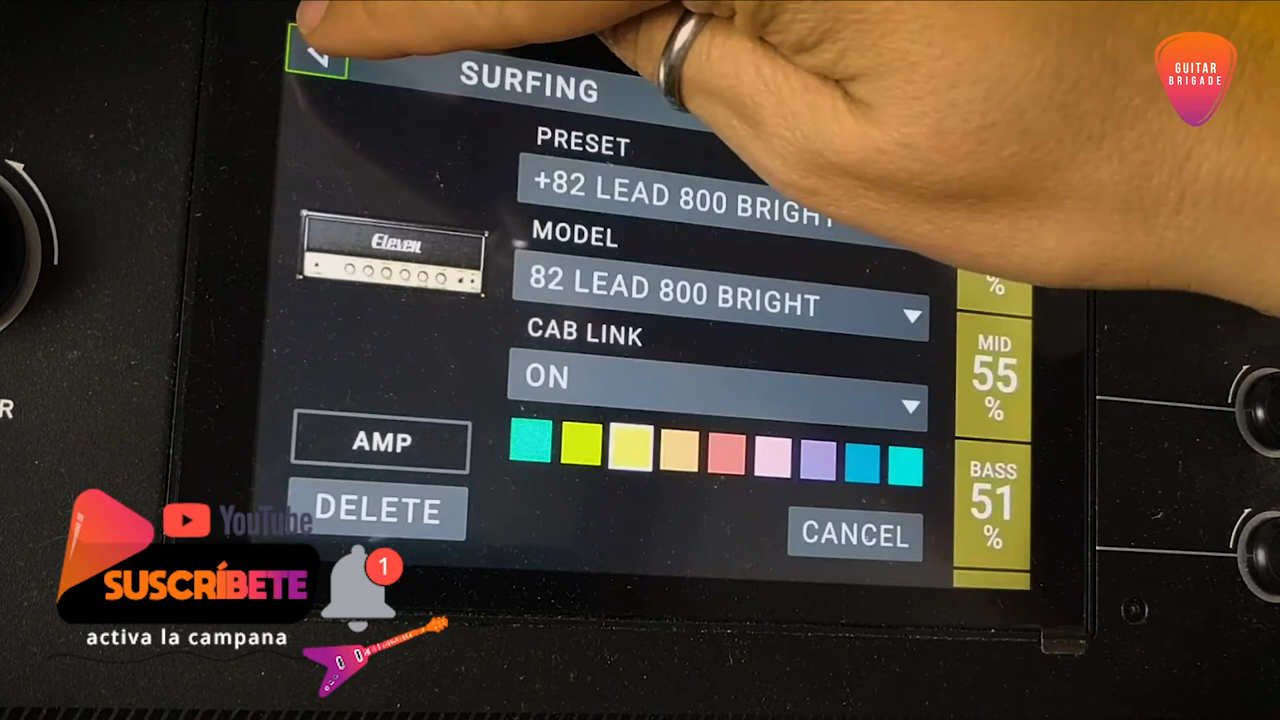 SURFING
GUITAR
BRIGADE
PRESET
+82 LEAD 800 BRIGHT
MODEL
82 LEAD 800 BRIGHT
CAB LINK
ON
Eleven
AMP
DELETE
CANCEL
%
MID
55
%
BASS
51
%
R
YouTube
SUSCRÍBETE
1
activa la campana